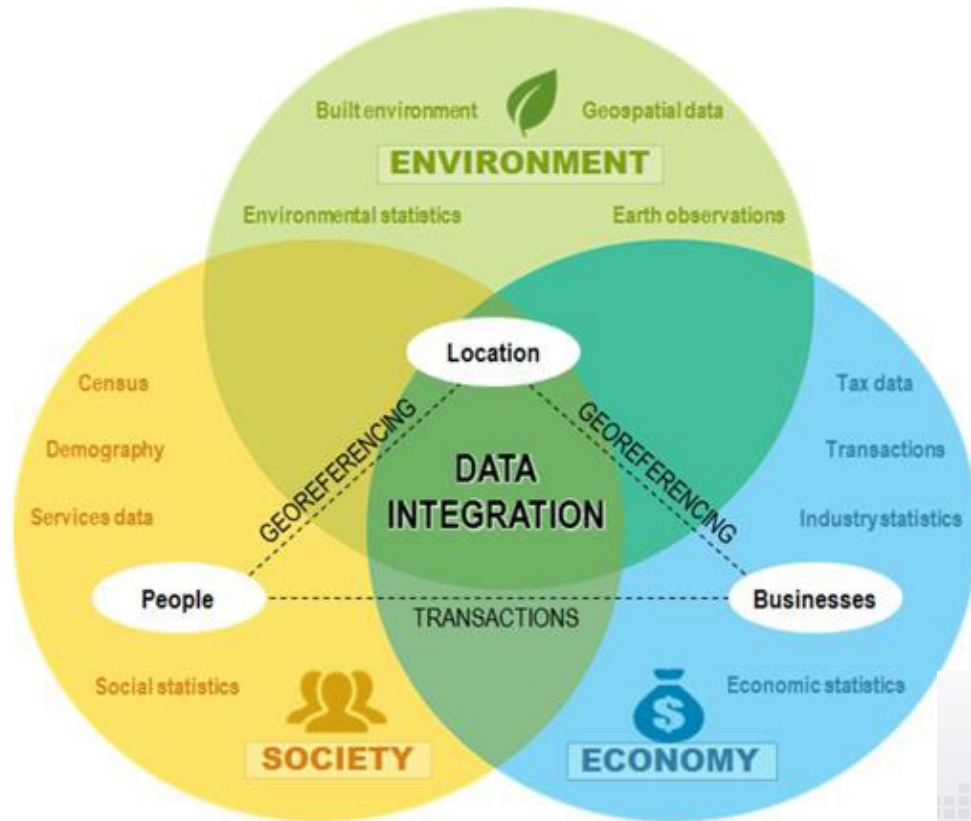 Built environment
Geospatial data
ENVIRONMENT
Environmental statistics
Earth observations
Location
Census
Tax data
Demography
GEOREFERENCING
GEOREFERENCING
Transactions
DATA
INTEGRATION
Services data
Industry statistics
People
Businesses
TRANSACTIONS
Social statistics
Economic statistics
$
SOCIETY
ECONOMY